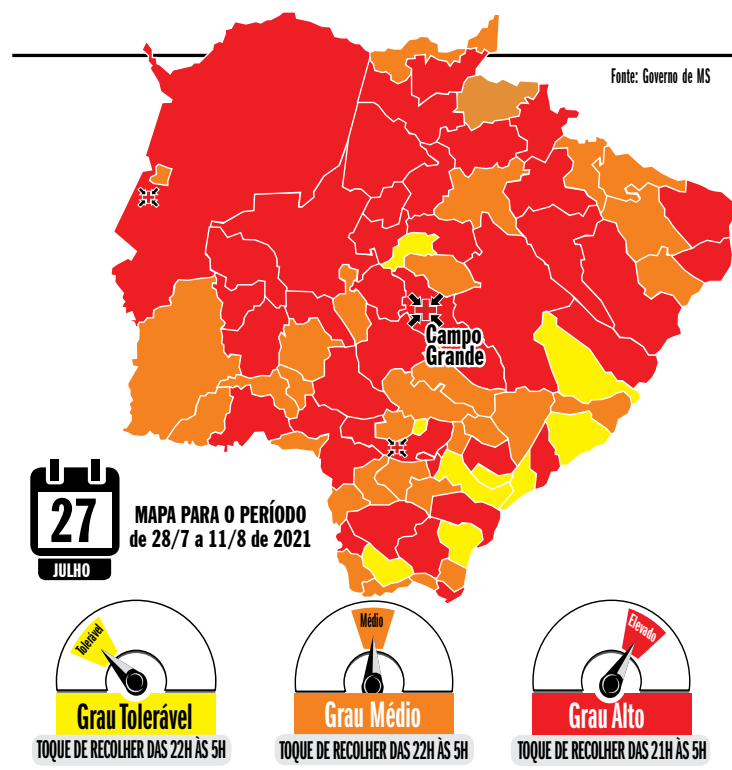 Fonte: Governo de MS
Campo
Grande
27
JULHO
MAPA PARA O PERÍODO
de 28/7 a 11/8 de 2021
Tolerável
Grau Tolerável
TOQUE DE RECOLHER DAS 22H ÀS 5H
Médio
Grau Médio
TOQUE DE RECOLHER DAS 22H ÀS 5H
Elevado
Grau Alto
TOQUE DE RECOLHER DAS 21H ÀS 5H